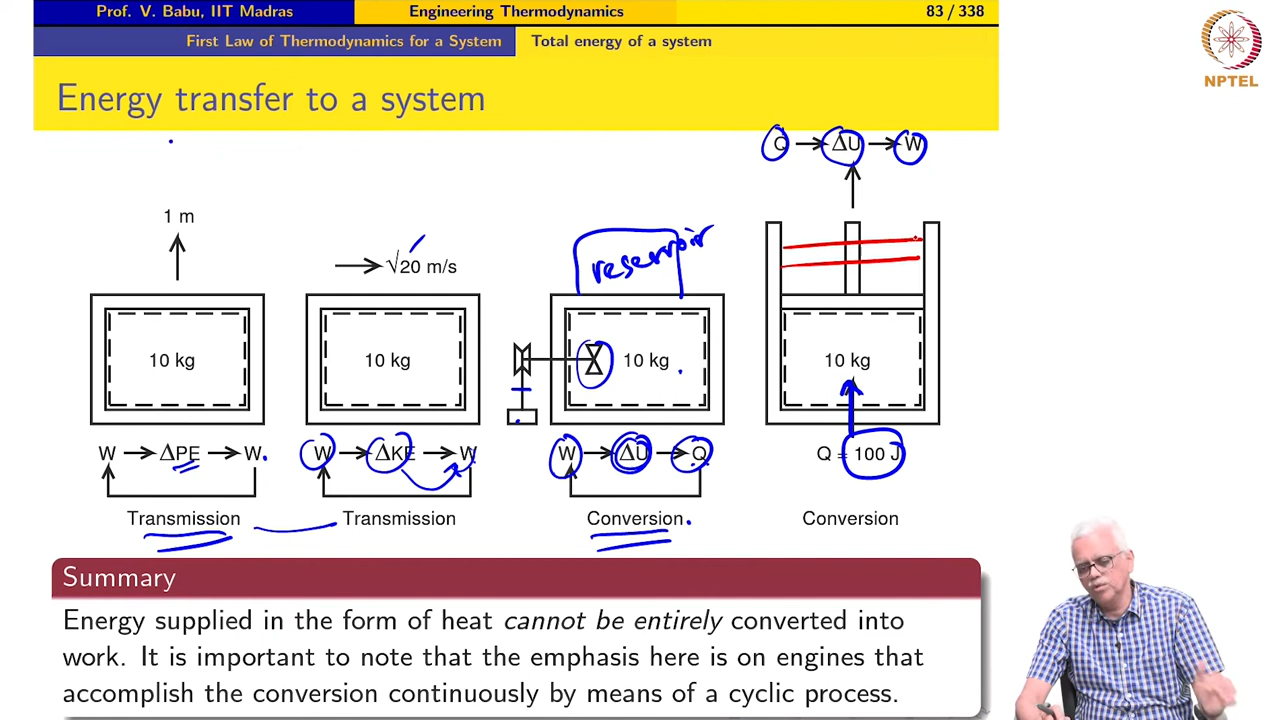 Prof. V. Babu, IIT Madras Engineering Thermodynamics 83 / 338
First Law of Thermodynamics for a System Total energy of a system
NPTEL
Energy transfer to a system
Q → ΔU → W
1 m
√20 m/s
reservoir
10 kg 10 kg 10 kg 10 kg
W → ΔPE → W W → ΔKE → W W → ΔU → Q Q = 100 J
Transmission Transmission Conversion Conversion
Summary
Energy supplied in the form of heat cannot be entirely converted into
work. It is important to note that the emphasis here is on engines that
accomplish the conversion continuously by means of a cyclic process.